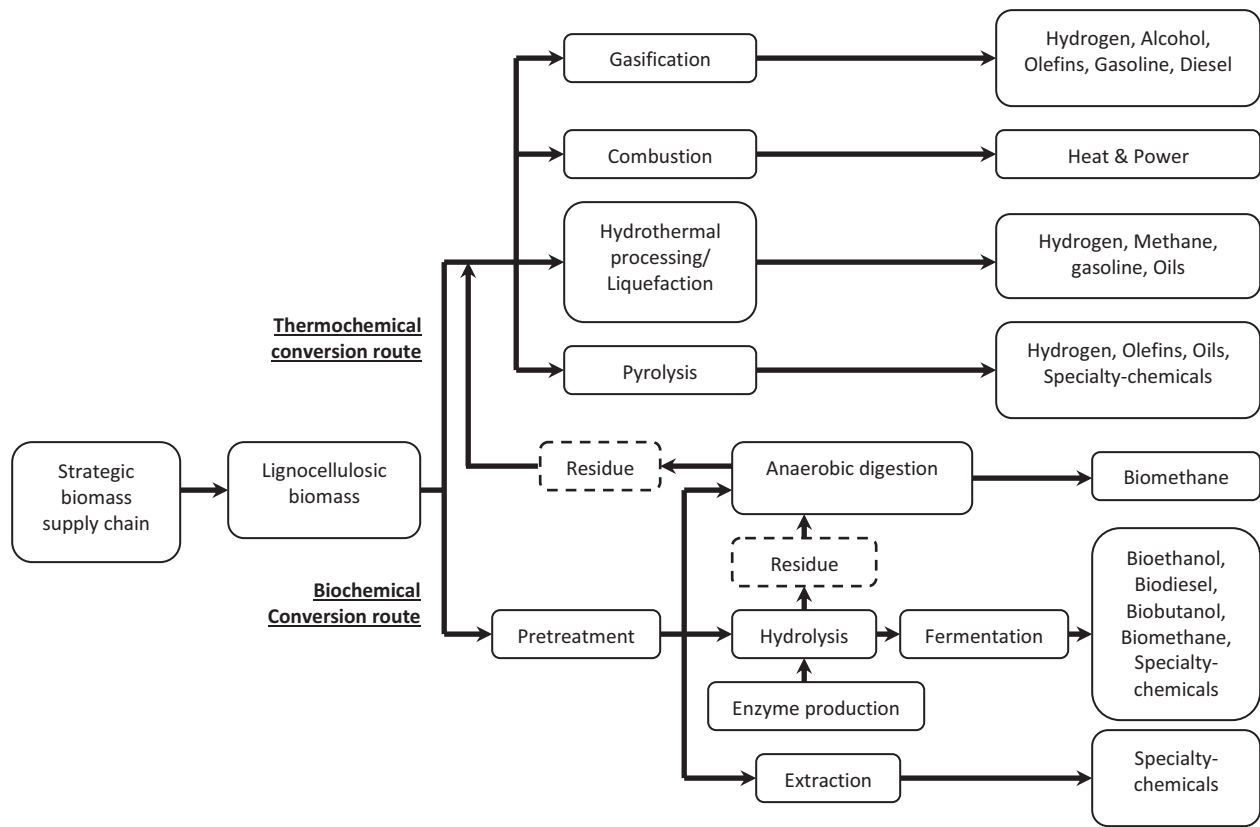 Gasification
Hydrogen, Alcohol,
Olefins, Gasoline, Diesel
Combustion
Heat & Power
Hydrothermal
processing/
Liquefaction
Hydrogen, Methane,
gasoline, Oils
Thermochemical
conversion route
Pyrolysis
Hydrogen, Olefins, Oils,
Specialty-chemicals
Strategic
biomass
supply chain
Lignocellulosic
biomass
Residue
Anaerobic digestion
Biomethane
Residue
Biochemical
Conversion route
Pretreatment
Hydrolysis
Fermentation
Bioethanol,
Biodiesel,
Biobutanol,
Biomethane,
Specialty-
chemicals
Enzyme production
Extraction
Specialty-
chemicals